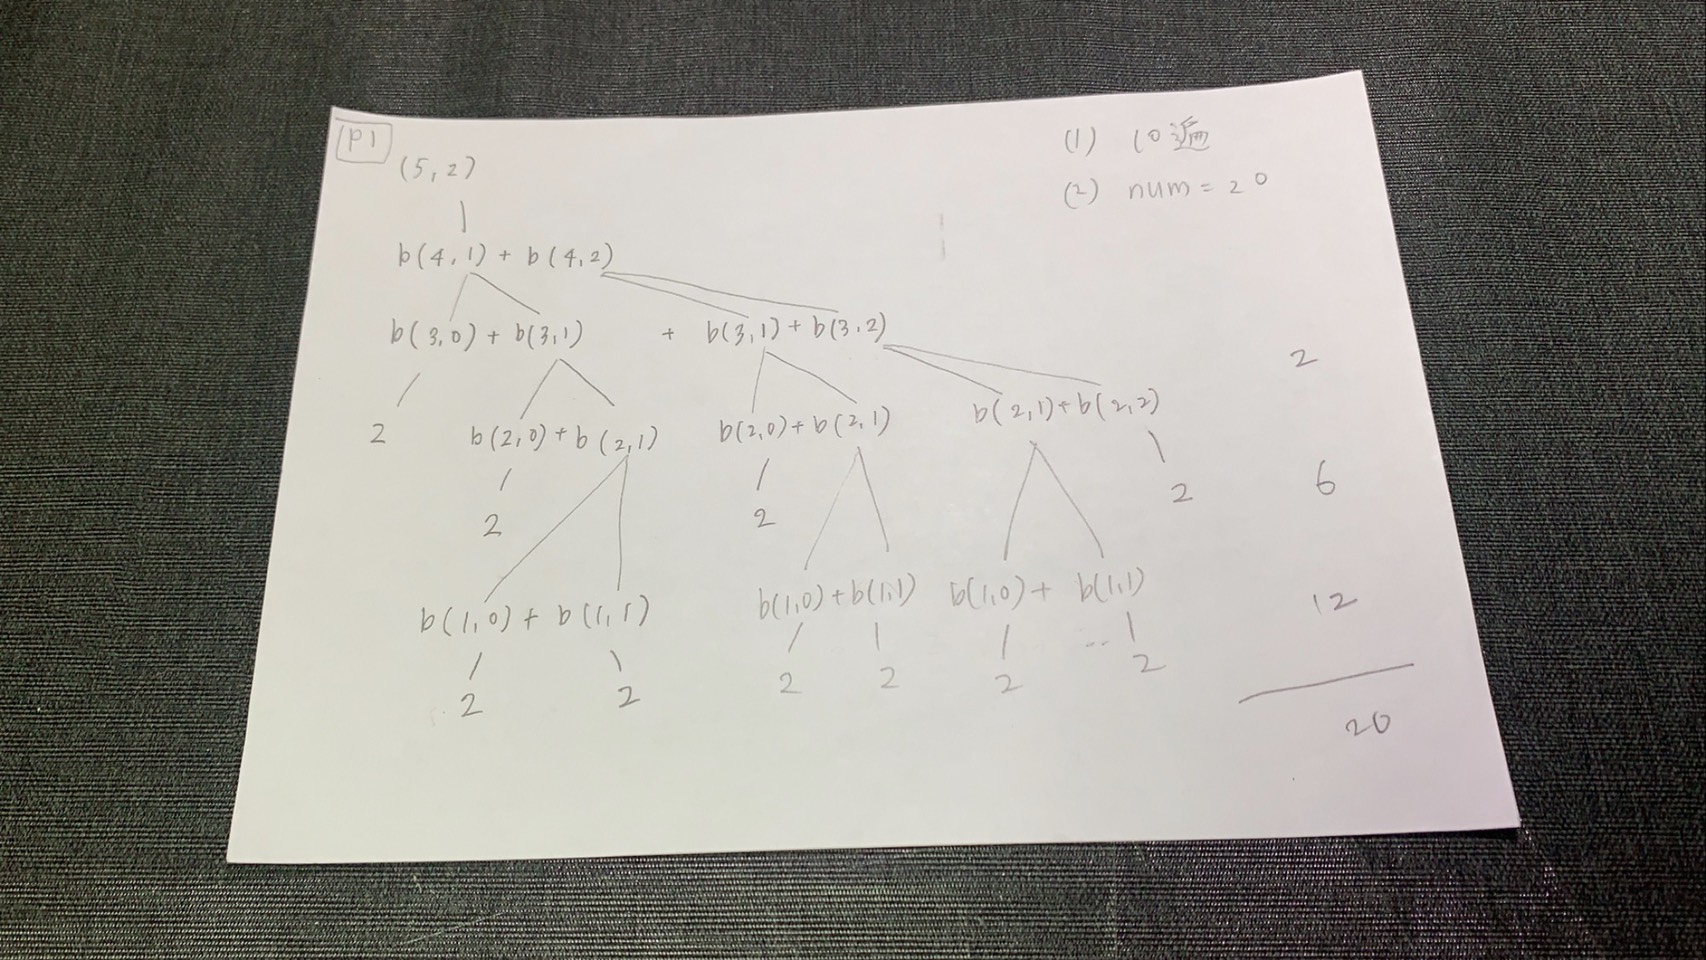 P1
(5,2)
(1) 10遍
(2) num = 20
b(4,1) + b(4,2)
b(3,0) + b(3,1) + b(3,1) + b(3,2)
2
2 b(2,0) + b(2,1) b(2,0) + b(2,1) b(2,1) + b(2,2)
2 2 2 6
b(1,0) + b(1,1) b(1,0) + b(1,1) b(1,0) + b(1,1) 12
2 2 2 2 2 2
20